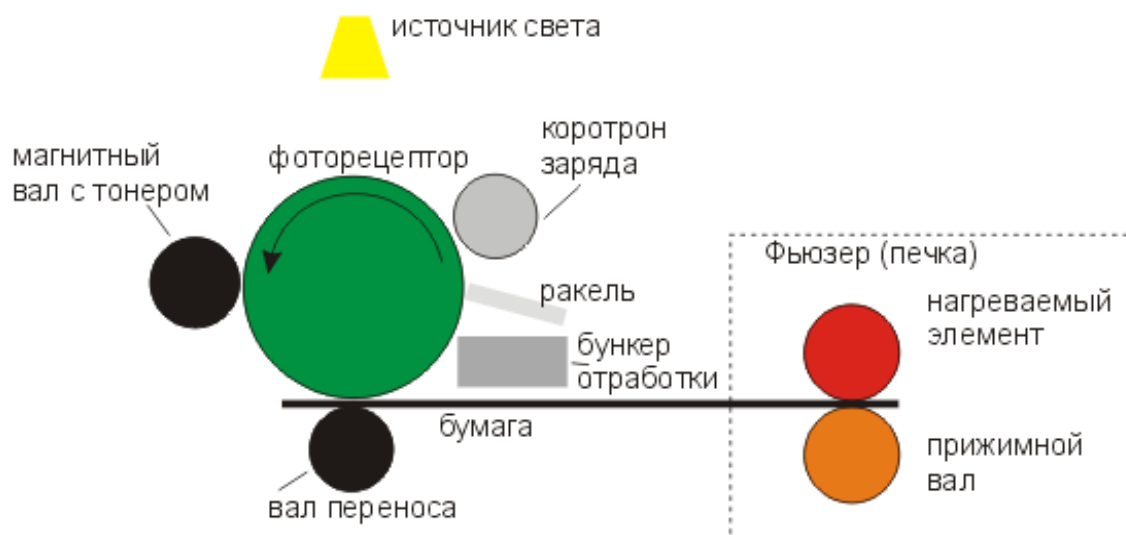 источник света
коротрон
заряда
магнитный
вал с тонером
фоторецептор
Фьюзер (печка)
ракель
нагреваемый
элемент
бункер
отработки
бумага
прижимной
вал
вал переноса